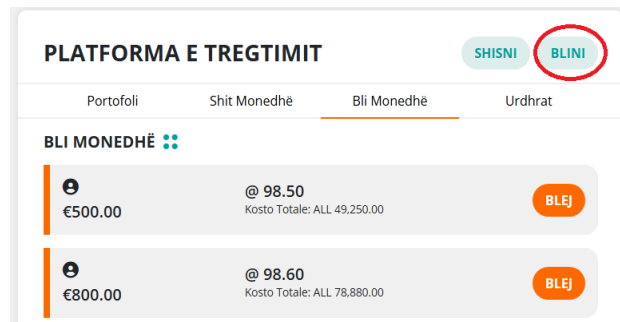 PLATFORMA E TREGTIMIT
SHISNI
BLINI
Portofoli
Shit Monedhë
Bli Monedhë
Urdhrat
BLI MONEDHË
€500.00
@ 98.50
Kosto Totale: ALL 49,250.00
BLEJ
€800.00
@ 98.60
Kosto Totale: ALL 78,880.00
BLEJ